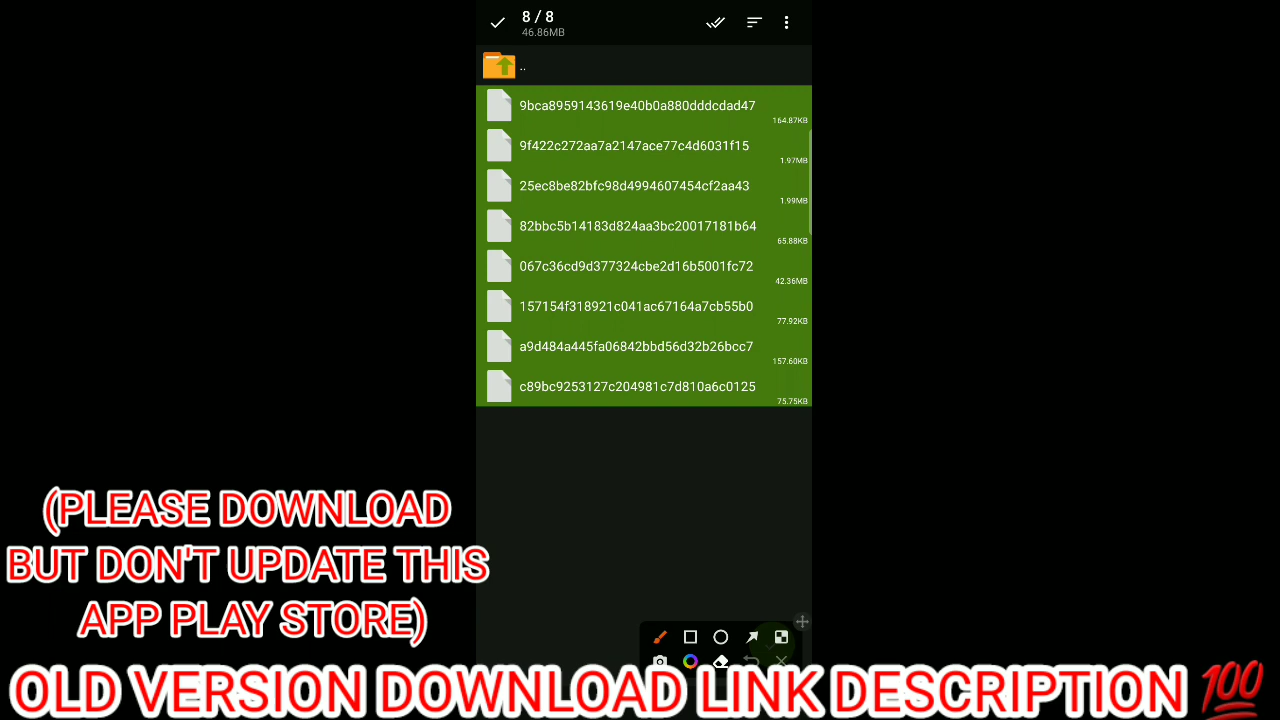 8 / 8
46.86MB
..
9bca8959143619e40b0a880dddcdad47
164.87KB
9f422c272aa7a2147ace77c4d6031f15
1.97MB
25ec8be82bfc98d4994607454cf2aa43
1.99MB
82bbc5b14183d824aa3bc20017181b64
65.88KB
067c36cd9d377324cbe2d16b5001fc72
42.36MB
157154f318921c041ac67164a7cb55b0
77.92KB
a9d484a445fa06842bbd56d32b26bcc7
157.60KB
c89bc9253127c204981c7d810a6c0125
75.75KB
(PLEASE DOWNLOAD
BUT DON'T UPDATE THIS
APP PLAY STORE)
OLD VERSION DOWNLOAD LINK DESCRIPTION 💯